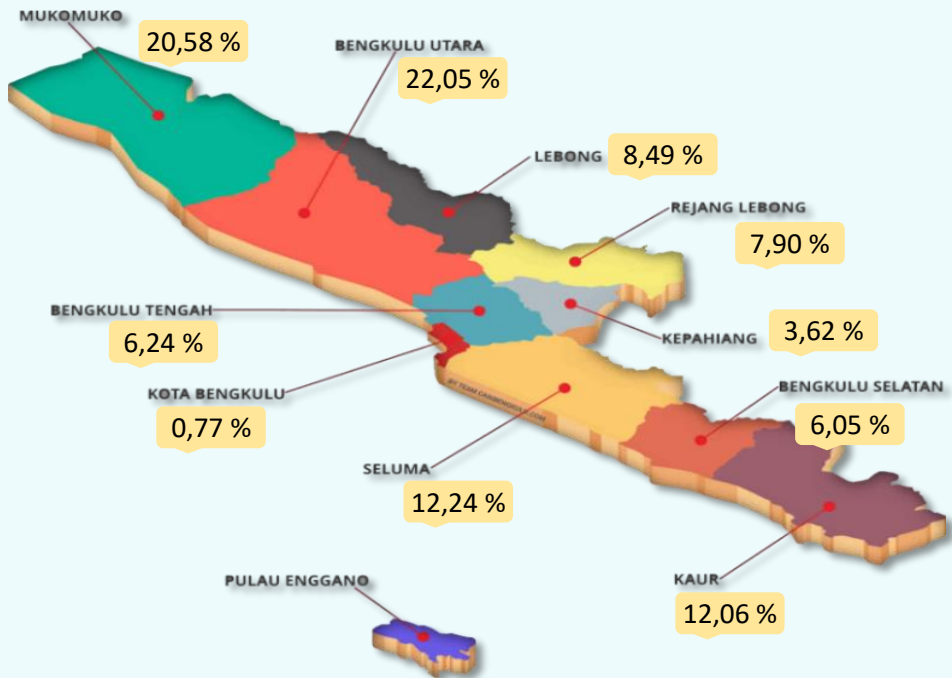 MUKOMUKO
20,58 %
BENGKULU UTARA
22,05 %
LEBONG
8,49 %
REJANG LEBONG
7,90 %
BENGKULU TENGAH
6,24 %
KEPAHIANG
3,62 %
KOTA BENGKULU
0,77 %
BENGKULU SELATAN
6,05 %
SELUMA
12,24 %
KAUR
12,06 %
PULAU ENGGANO